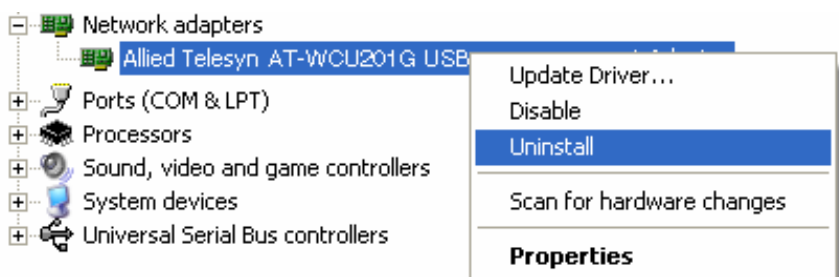 Network adapters
Allied Telesyn AT-WCU201G USB
Update Driver...
Disable
Uninstall
Scan for hardware changes
Properties
Ports (COM & LPT)
Processors
Sound, video and game controllers
System devices
Universal Serial Bus controllers